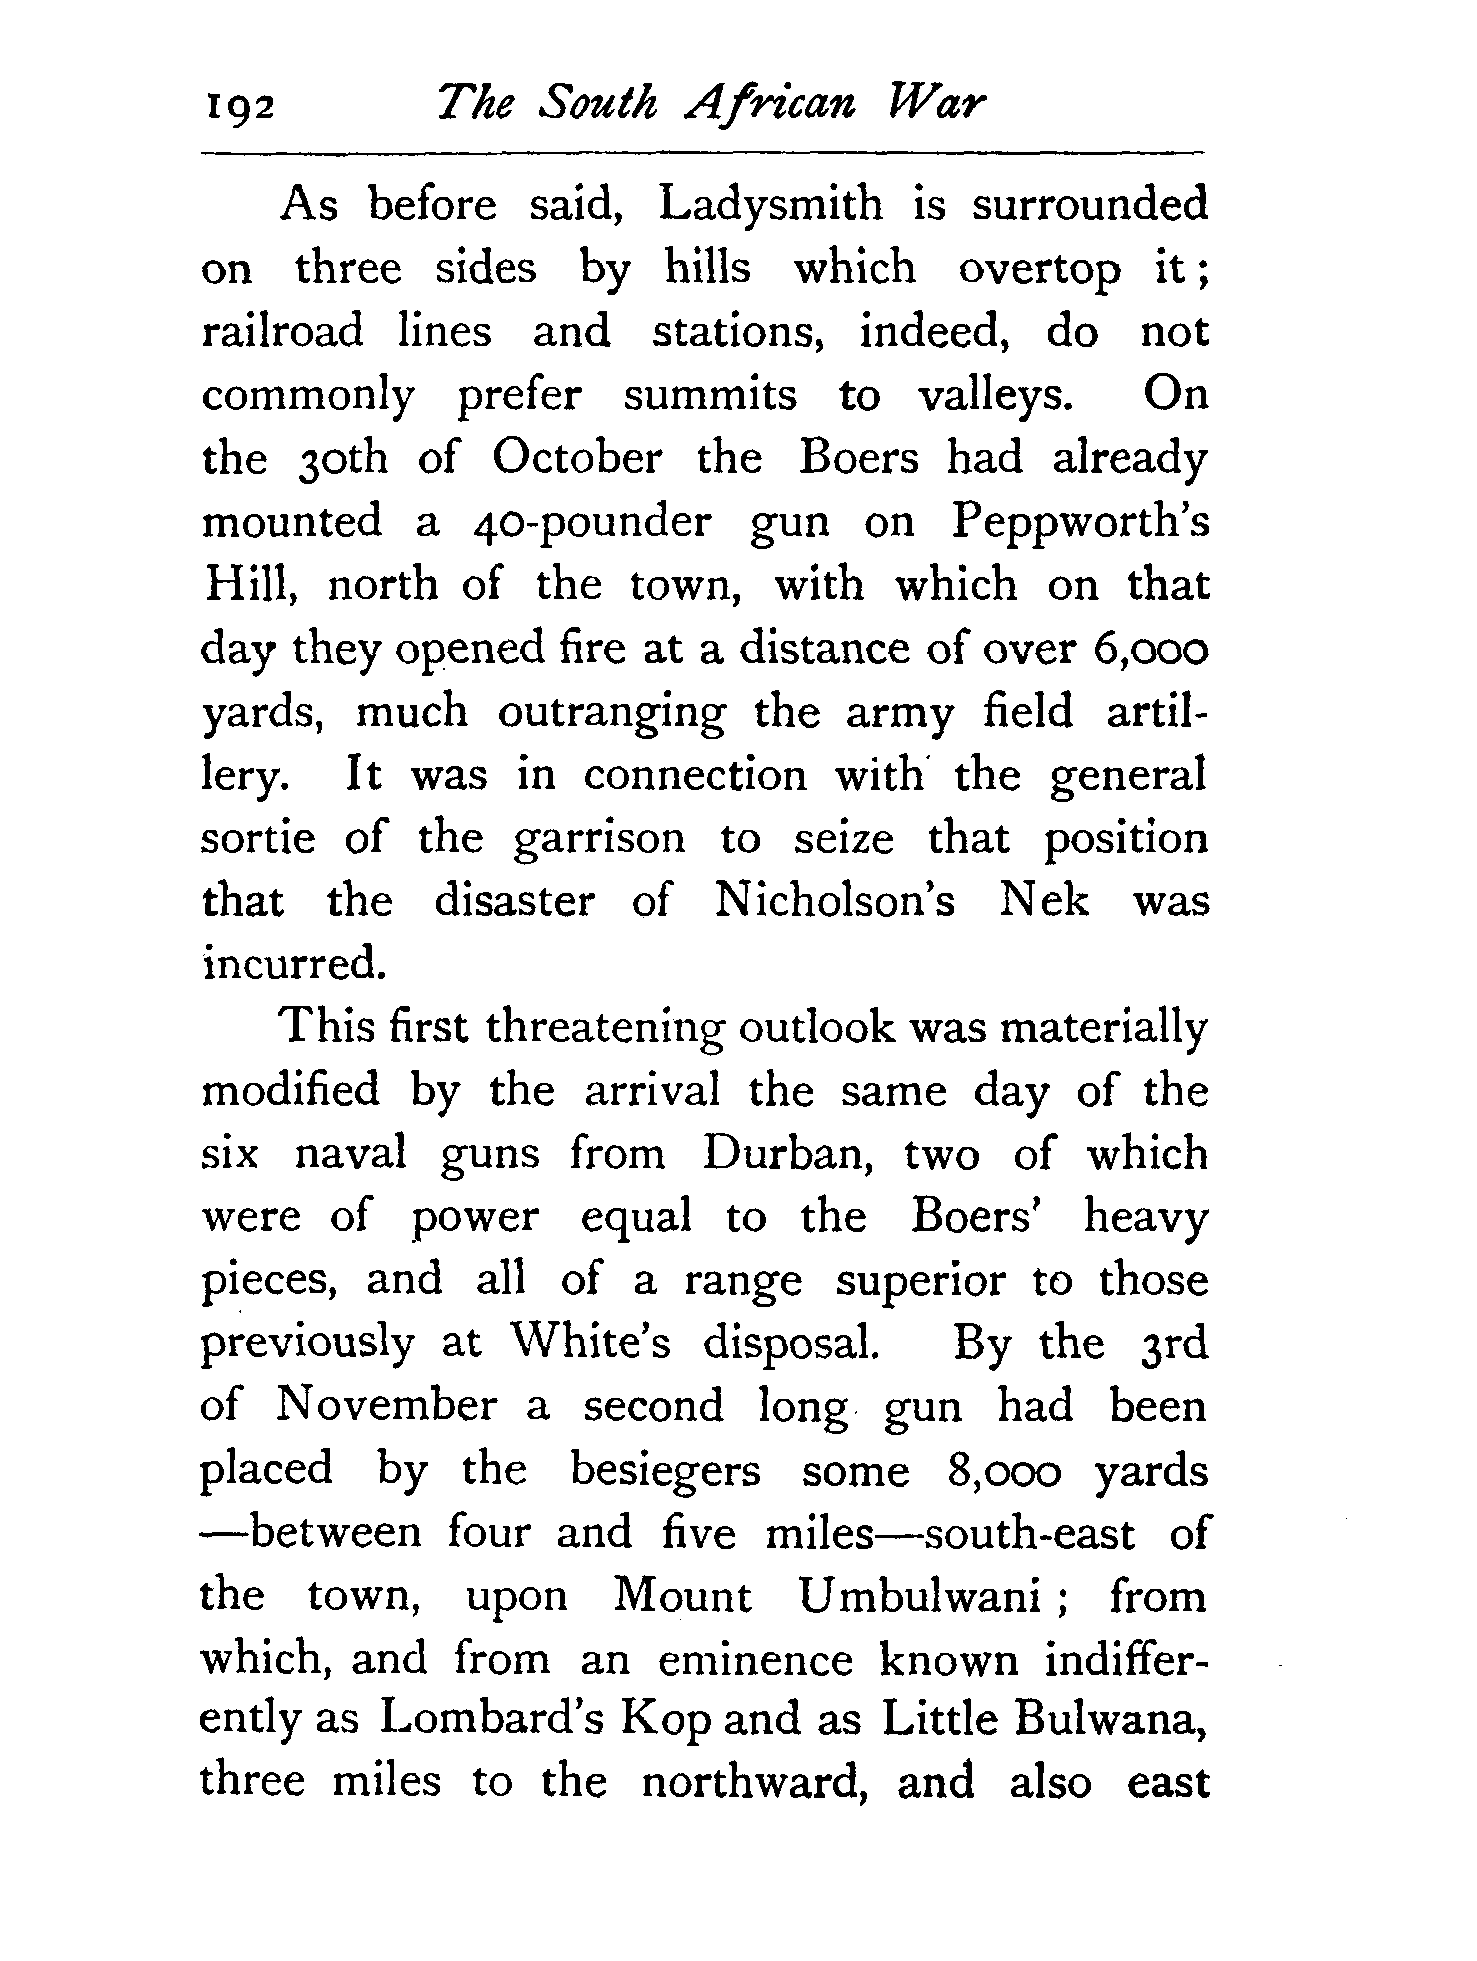 192 The South African War
As before said, Ladysmith is surrounded
on three sides by hills which overtop it ;
railroad lines and stations, indeed, do not
commonly prefer summits to valleys. On
the 30th of October the Boers had already
mounted a 40-pounder gun on Peppworth's
Hill, north of the town, with which on that
day they opened fire at a distance of over 6,000
yards, much outranging the army field artil-
lery. It was in connection with the general
sortie of the garrison to seize that position
that the disaster of Nicholson's Nek was
incurred.
This first threatening outlook was materially
modified by the arrival the same day of the
six naval guns from Durban, two of which
were of power equal to the Boers' heavy
pieces, and all of a range superior to those
previously at White's disposal. By the 3rd
of November a second long gun had been
placed by the besiegers some 8,000 yards
—between four and five miles—south-east of
the town, upon Mount Umbulwani ; from
which, and from an eminence known indiffer-
ently as Lombard's Kop and as Little Bulwana,
three miles to the northward, and also east